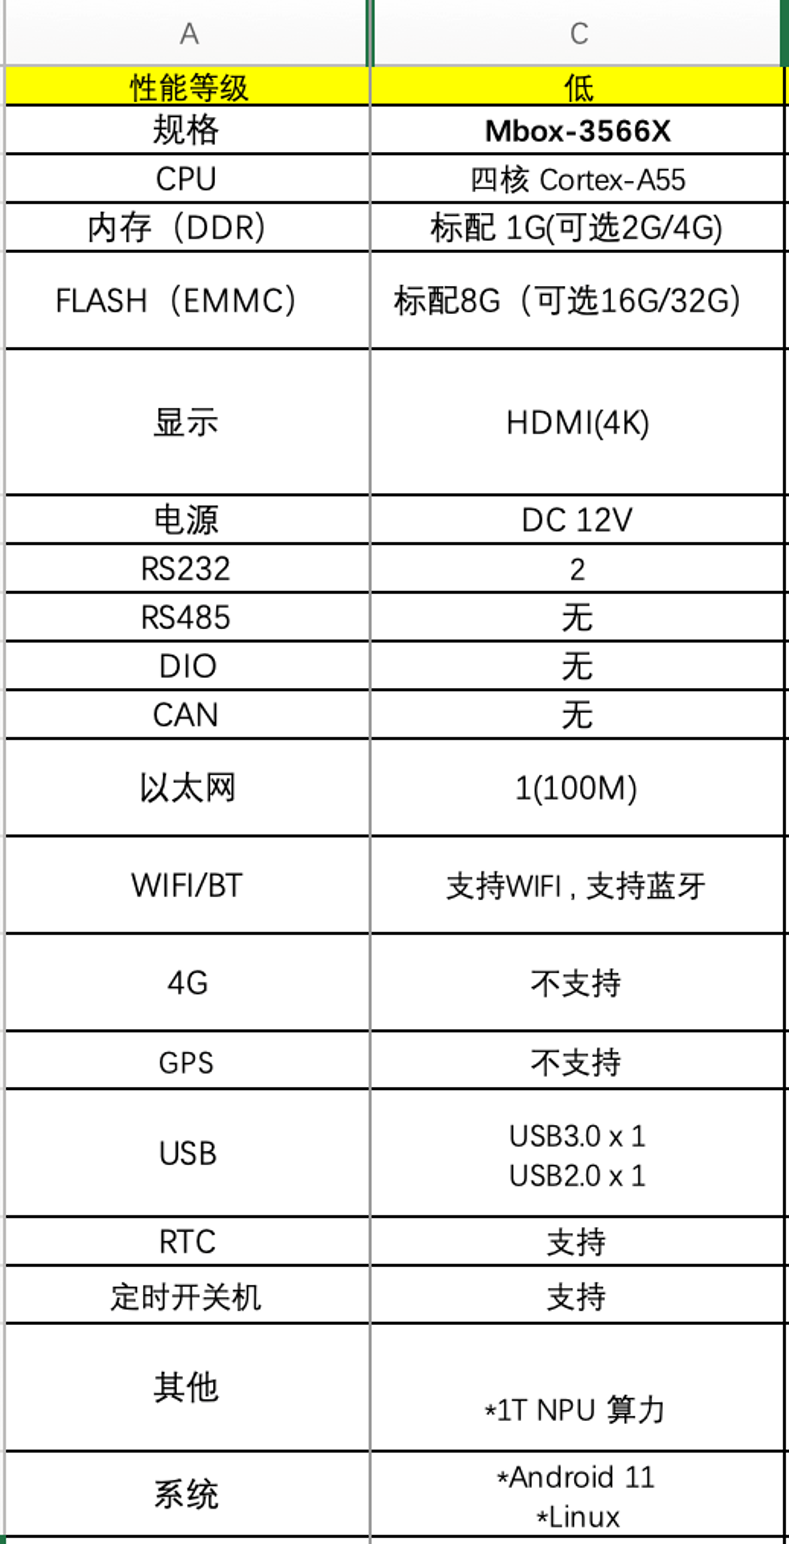 A C
性能等级 低
规格 Mbox-3566X
CPU 四核 Cortex-A55
内存（DDR） 标配 1G(可选2G/4G)
FLASH（EMMC） 标配8G（可选16G/32G）
显示 HDMI(4K)
电源 DC 12V
RS232 2
RS485 无
DIO 无
CAN 无
以太网 1(100M)
WIFI/BT 支持WIFI , 支持蓝牙
4G 不支持
GPS 不支持
USB USB3.0 x 1
USB2.0 x 1
RTC 支持
定时开关机 支持
其他 *1T NPU 算力
系统 *Android 11
*Linux